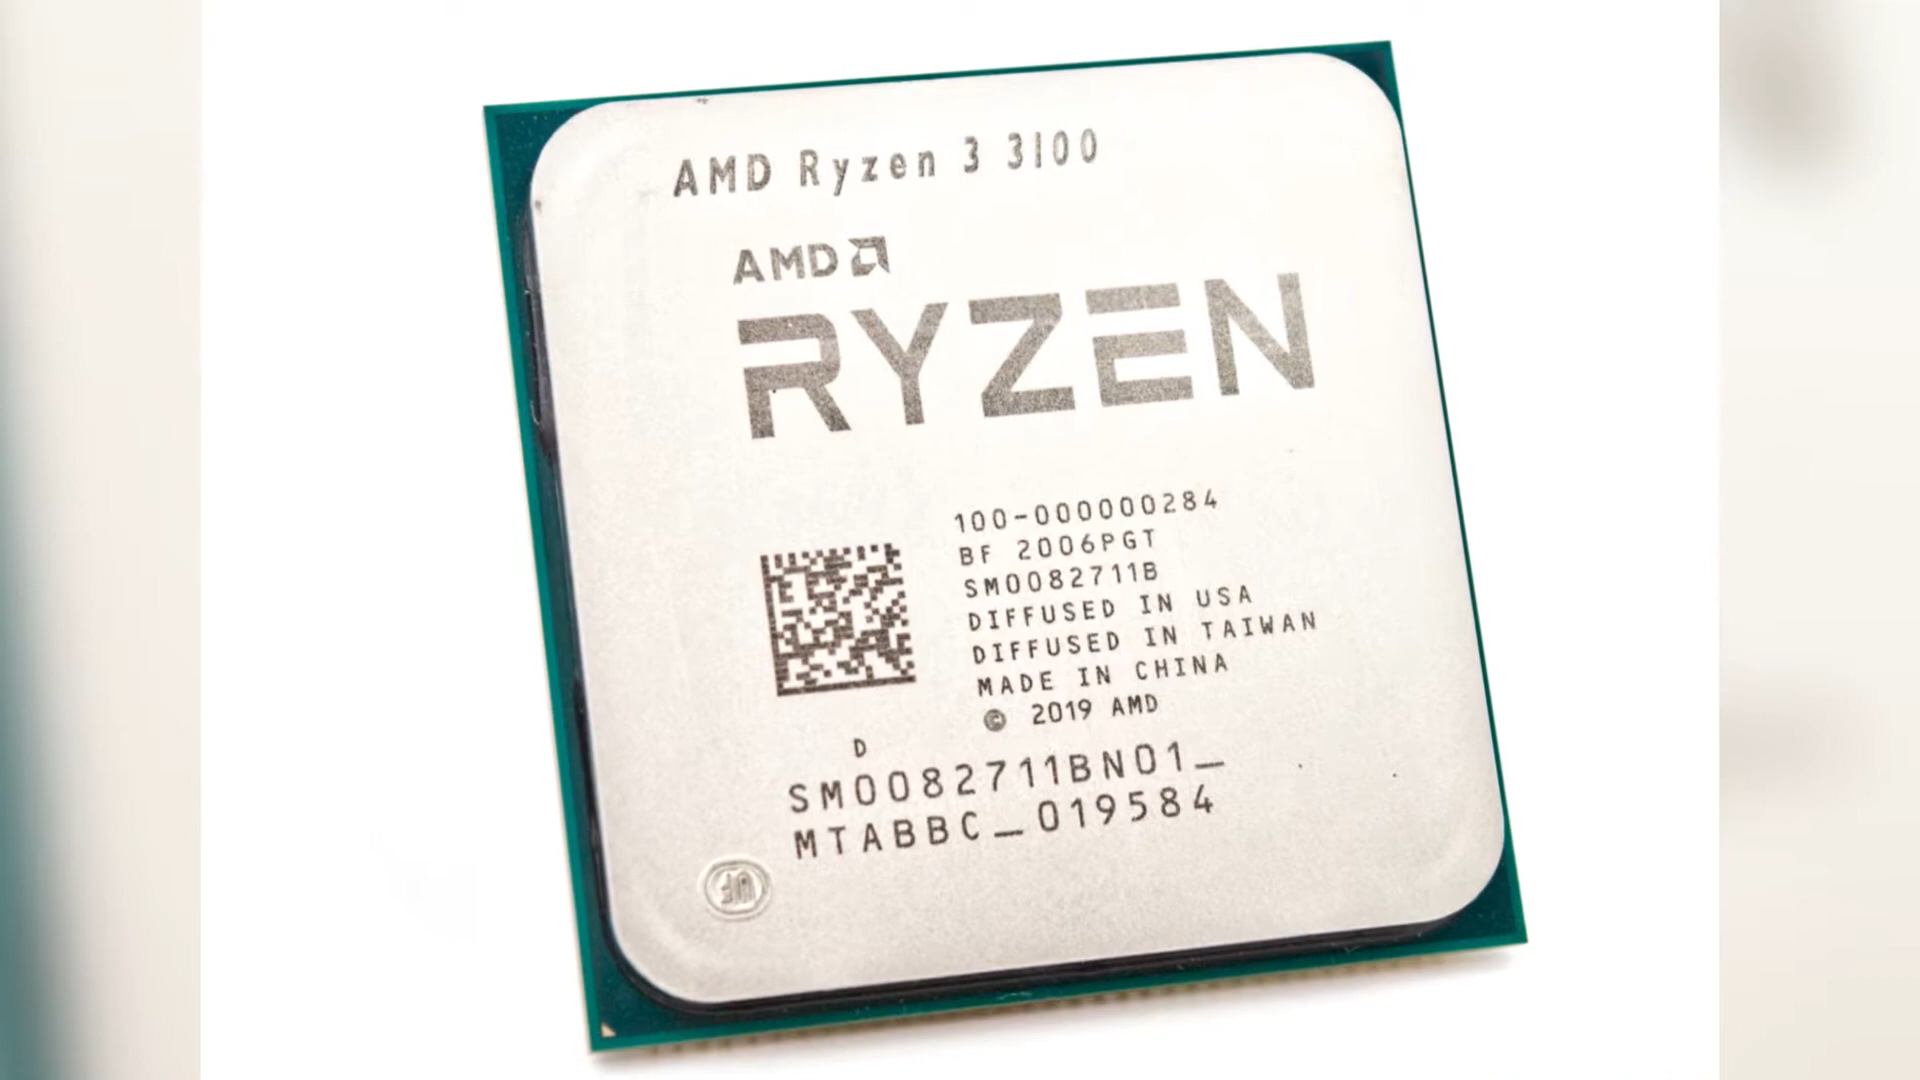 AMD Ryzen 3 3100
AMD
RYZEN
100-000000284
BF 2006PGT
SM0082711B
DIFFUSED IN USA
DIFFUSED IN TAIWAN
MADE IN CHINA
© 2019 AMD
D
SM0082711BN01_
MTABBC_019584